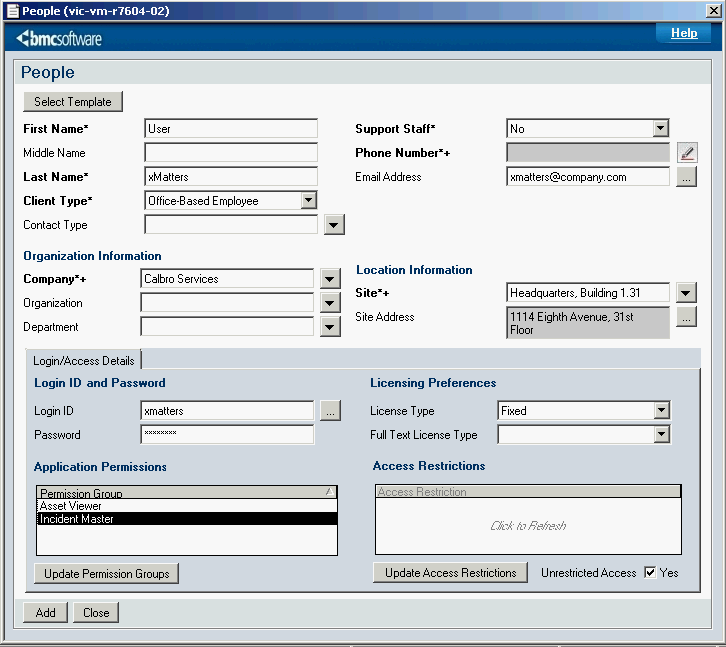 People (vic-vm-r7604-02)
bmcsoftware
Help
People
Select Template
First Name* User
Middle Name
Last Name* xMatters
Client Type* Office-Based Employee
Contact Type
Support Staff* No
Phone Number*+
Email Address xmatters@company.com ...
Organization Information
Company*+ Calbro Services
Organization
Department
Location Information
Site*+ Headquarters, Building 1.31
Site Address 1114 Eighth Avenue, 31st ...
Floor
Login/Access Details
Login ID and Password
Login ID xmatters ...
Password ********
Licensing Preferences
License Type Fixed
Full Text License Type
Application Permissions
Permission Group
Asset Viewer
Incident Master
Update Permission Groups
Access Restrictions
Access Restriction
Click to Refresh
Update Access Restrictions Unrestricted Access Yes
Add Close